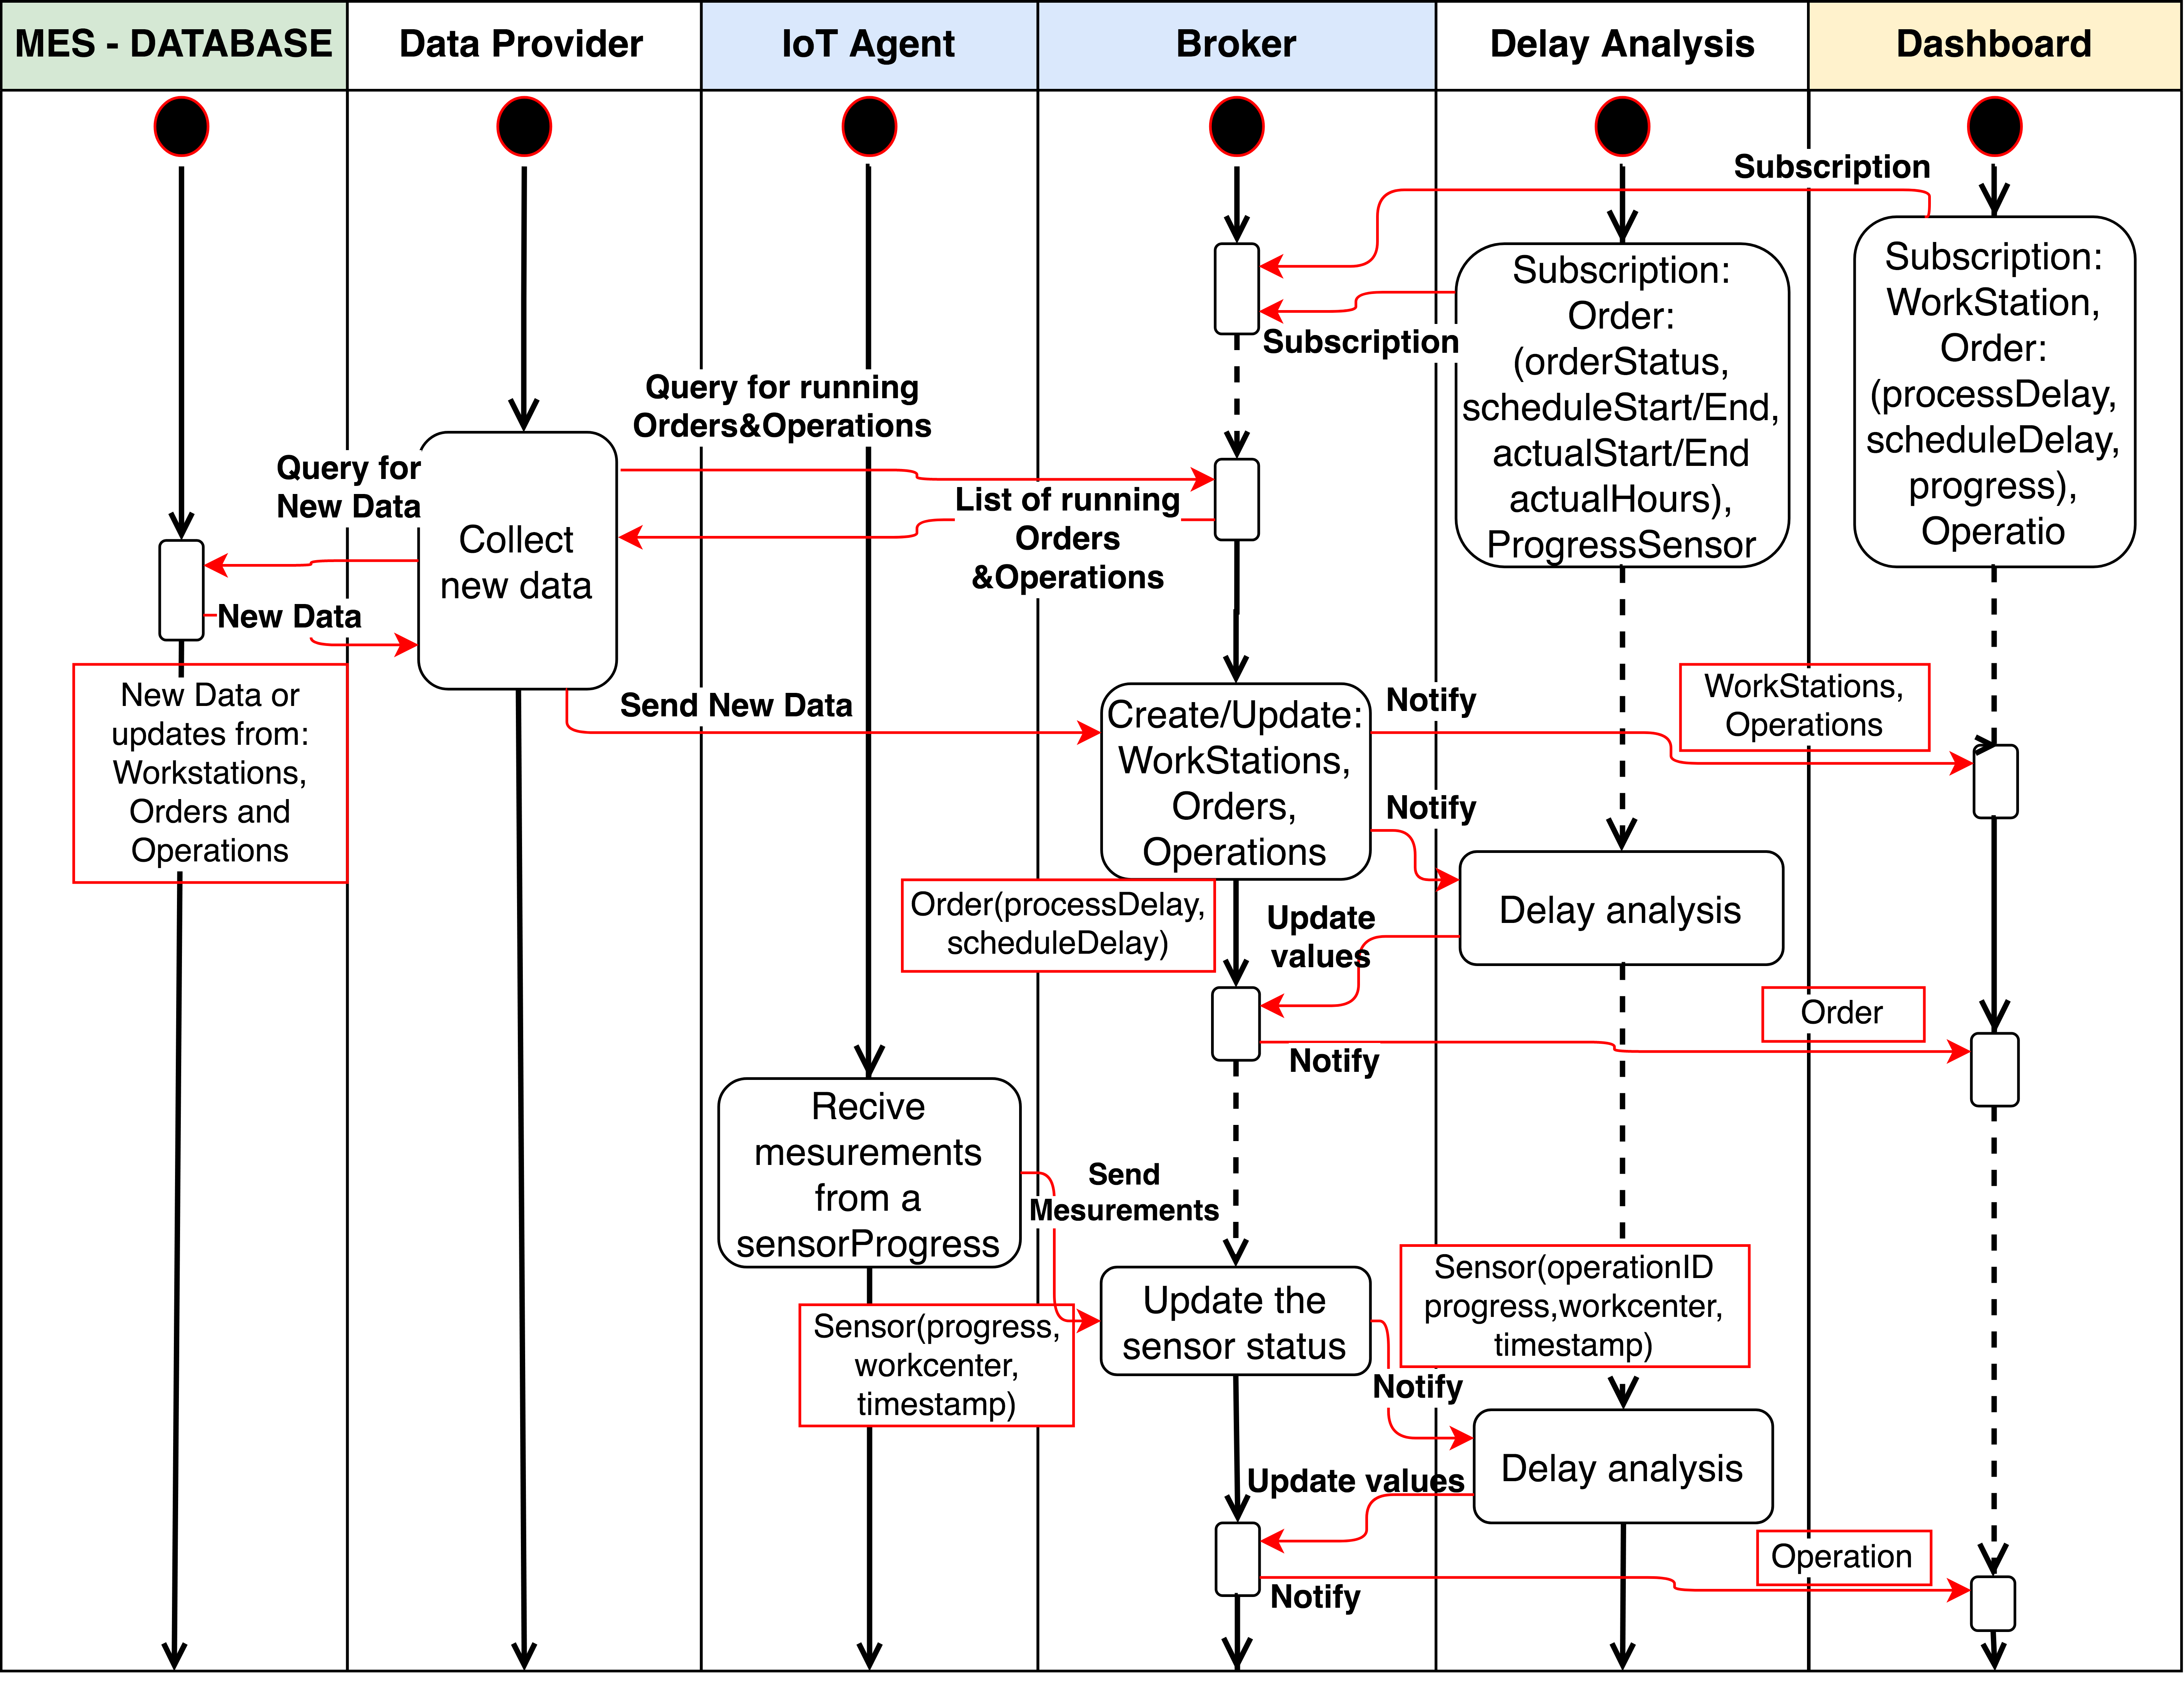 MES - DATABASE
Data Provider
IoT Agent
Broker
Delay Analysis
Dashboard
Subscription
Subscription:
Order:
(orderStatus,
scheduleStart/End,
actualStart/End
actualHours),
ProgressSensor
Subscription:
WorkStation,
Order:
(processDelay,
scheduleDelay,
progress),
Operatio
Subscription
Query for running
Orders&Operations
Query for
New Data
Collect
new data
List of running
Orders
&Operations
New Data
New Data or
updates from:
Workstations,
Orders and
Operations
Send New Data
Create/Update:
WorkStations,
Orders,
Operations
Notify
WorkStations,
Operations
Notify
Delay analysis
Order(processDelay,
scheduleDelay)
Update
values
Order
Notify
Recive
mesurements
from a
sensorProgress
Send
Mesurements
Sensor(progress,
workcenter,
timestamp)
Update the
sensor status
Sensor(operationID
progress,workcenter,
timestamp)
Notify
Delay analysis
Update values
Operation
Notify